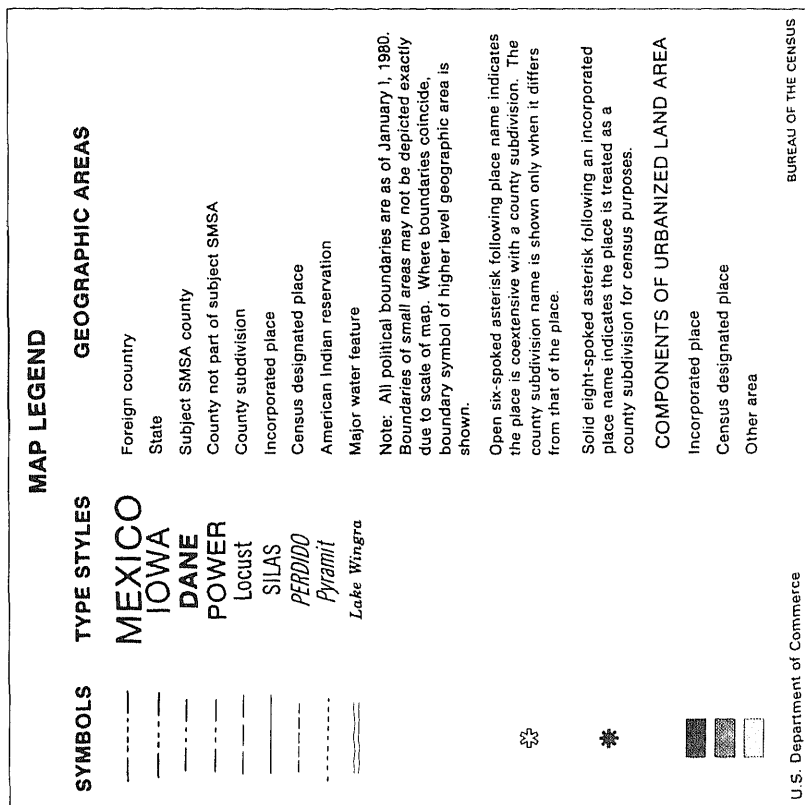 MAP LEGEND
SYMBOLS TYPE STYLES GEOGRAPHIC AREAS
MEXICO Foreign country
IOWA State
DANE Subject SMSA county
POWER County not part of subject SMSA
Locust County subdivision
SILAS Incorporated place
PERDIDO Census designated place
Pyramit American Indian reservation
Lake Wingra Major water feature
Note: All political boundaries are as of January 1, 1980.
Boundaries of small areas may not be depicted exactly
due to scale of map. Where boundaries coincide,
boundary symbol of higher level geographic area is
shown.
Open six-spoked asterisk following place name indicates
the place is coextensive with a county subdivision. The
county subdivision name is shown only when it differs
from that of the place.
Solid eight-spoked asterisk following an incorporated
place name indicates the place is treated as a
county subdivision for census purposes.
COMPONENTS OF URBANIZED LAND AREA
Incorporated place
Census designated place
Other area
U.S. Department of Commerce BUREAU OF THE CENSUS